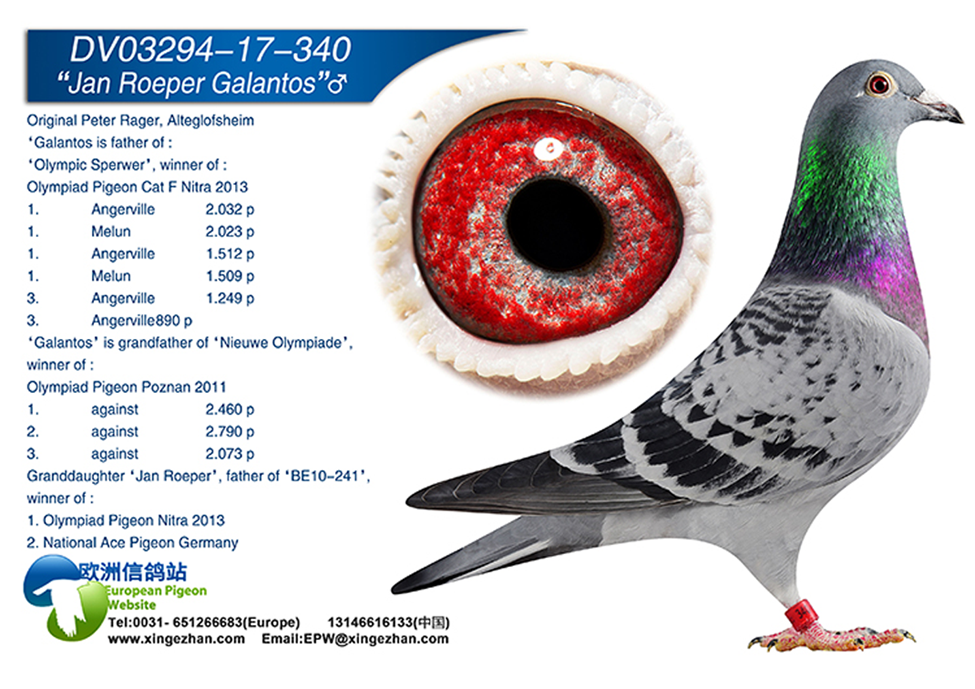 DV03294-17-340
“Jan Roeper Galantos”♂
Original Peter Rager, Alteglofsheim
‘Galantos is father of :
‘Olympic Sperwer’, winner of :
Olympiad Pigeon Cat F Nitra 2013
1. Angerville 2.032 p
1. Melun 2.023 p
1. Angerville 1.512 p
1. Melun 1.509 p
3. Angerville 1.249 p
3. Angerville890 p
‘Galantos’ is grandfather of ‘Nieuwe Olympiade’,
winner of :
Olympiad Pigeon Poznan 2011
1. against 2.460 p
2. against 2.790 p
3. against 2.073 p
Granddaughter ‘Jan Roeper’, father of ‘BE10-241’,
winner of :
1. Olympiad Pigeon Nitra 2013
2. National Ace Pigeon Germany
欧洲信鸽站
European Pigeon
Website
Tel:0031- 651266683(Europe) 13146616133(中国)
www.xingezhan.com Email:EPW@xingezhan.com